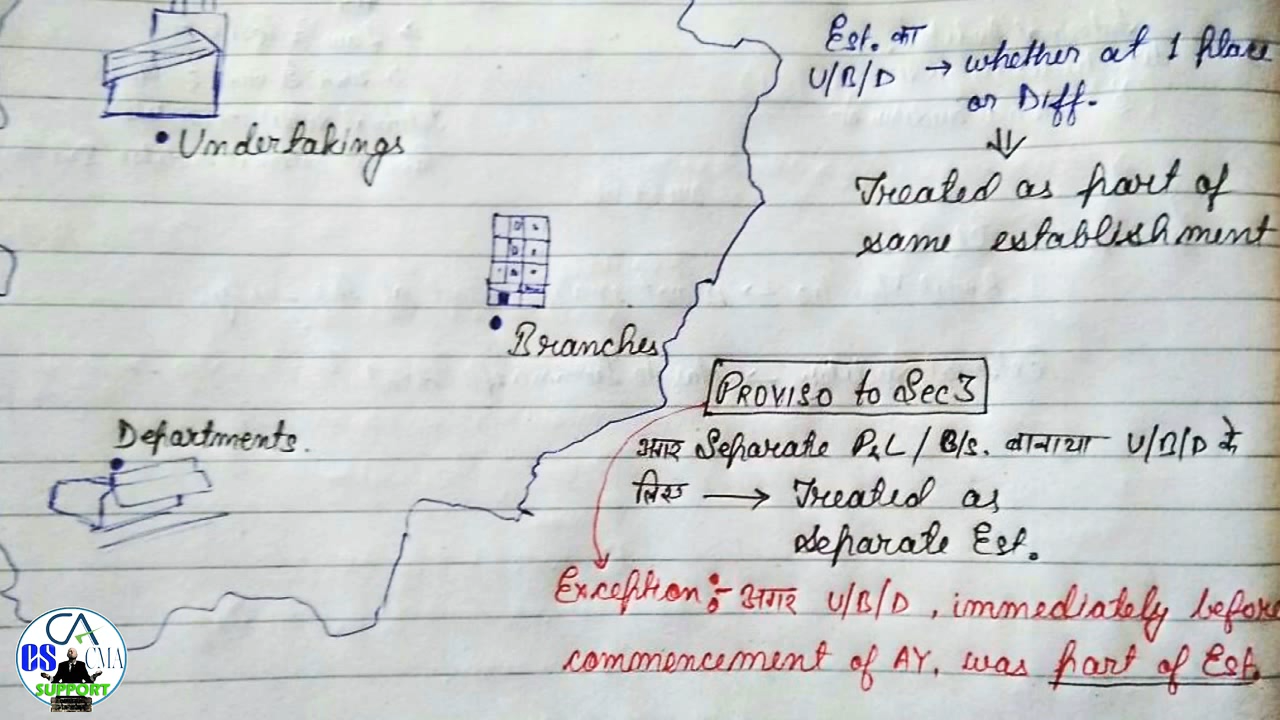 Est. का
U/B/D → whether at 1 place
or Diff.
Treated as part of
same establishment
• Undertakings
• Branches
Departments.
PROVISO to Sec 3
अगर Separate P&L / B/S. बानाया U/B/D के
लिए → Treated as
separate Est.
Exception :- अगर U/B/D, immediately before
commencement of AY, was part of Est.
CA
CS CMA
SUPPORT